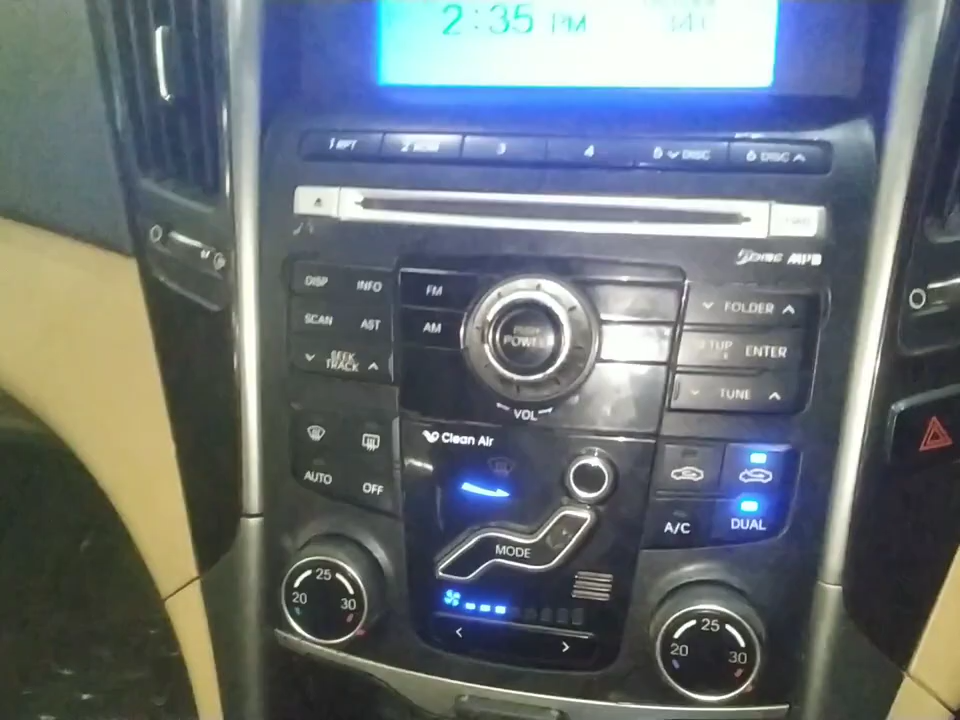 2:35 PM
1 RPT 2 RDM 3 4 5 DISC 6 DISC
DISC MP3
DISP INFO FM FOLDER
SCAN AST AM PUSH POWER ENTER
SEEK TRACK TUNE
VOL
Clean Air
AUTO OFF
A/C DUAL
MODE
20 25 30
20 25 30